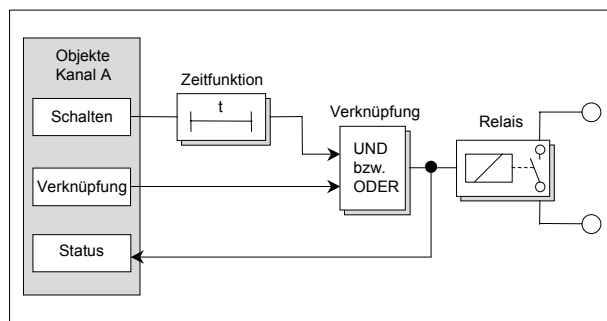 Objekte
Kanal A
Schalten
Verknüpfung
Status
Zeitfunktion
t
Verknüpfung
UND
bzw.
ODER
Relais